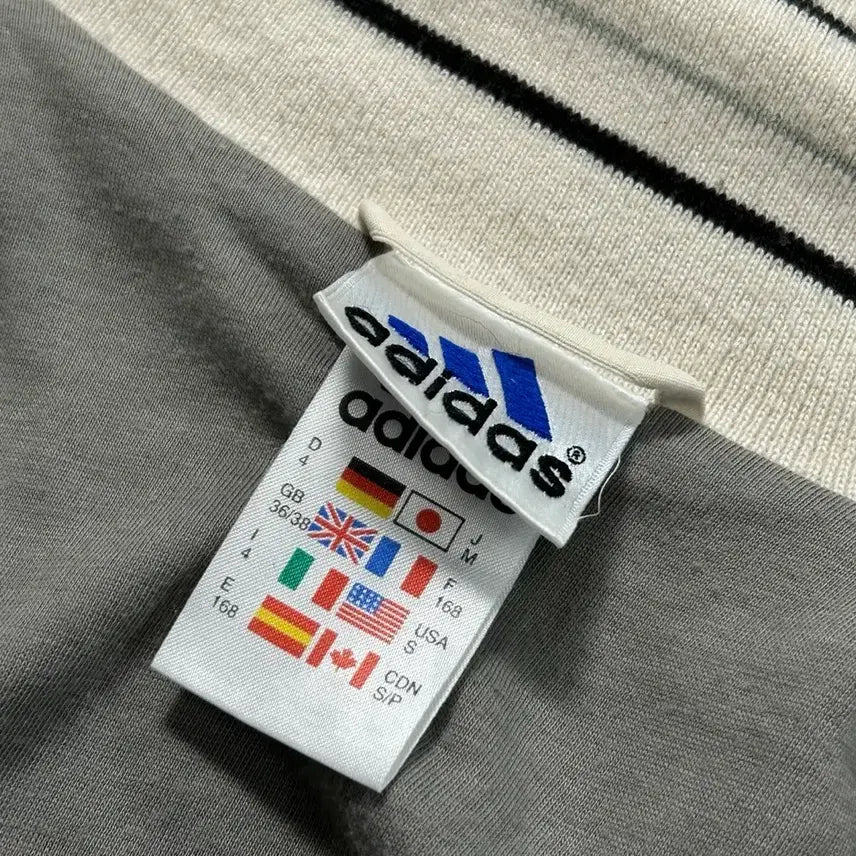 adidas®
adidas
D
4
J
M
GB
36/38
F
168
I
4
USA
S
E
168
CDN
S/P